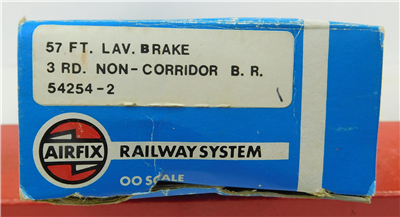 57 FT. LAV. BRAKE
3 RD. NON-CORRIDOR B. R.
54254-2
AIRFIX
RAILWAY SYSTEM
OO SCALE